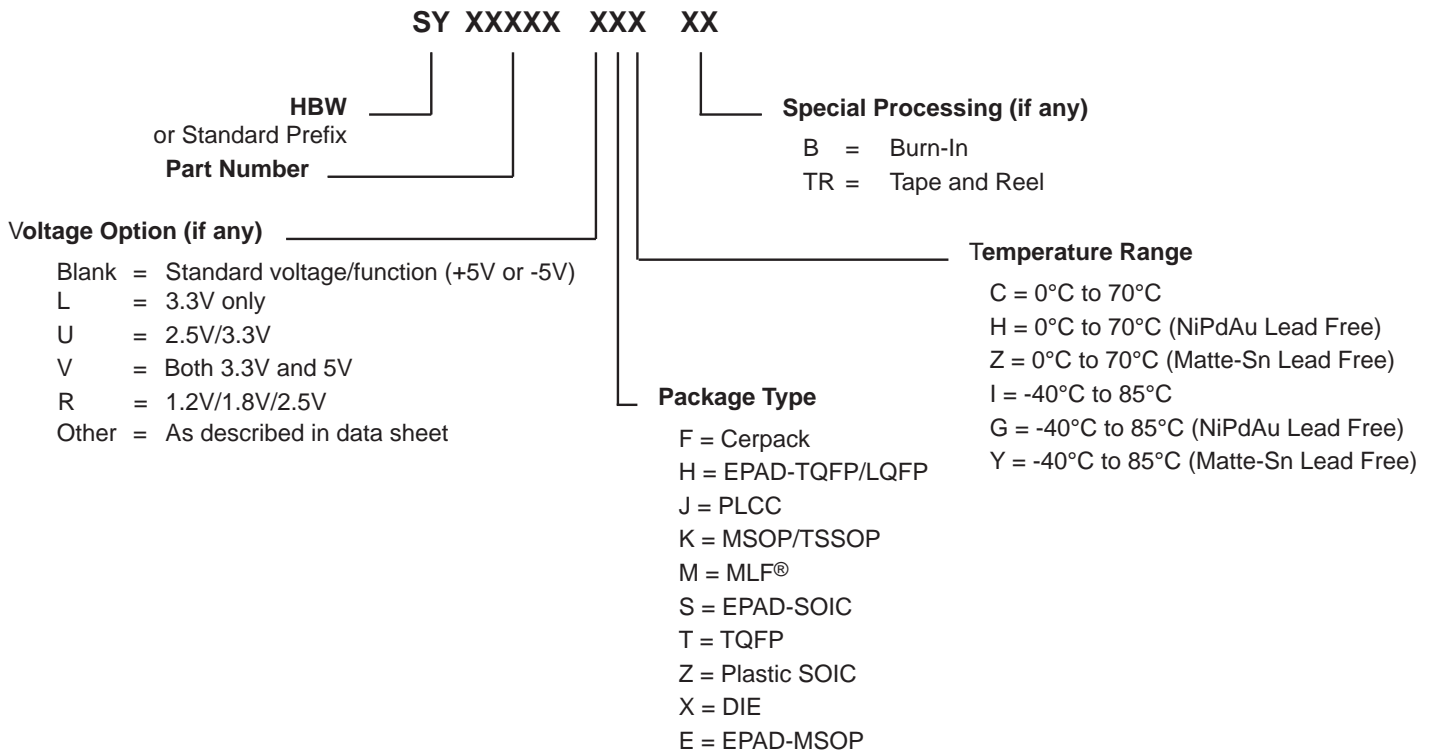 SY XXXXX XXX XX
HBW
or Standard Prefix
Part Number
Special Processing (if any)
B = Burn-In
TR = Tape and Reel
Voltage Option (if any)
Blank = Standard voltage/function (+5V or -5V)
L = 3.3V only
U = 2.5V/3.3V
V = Both 3.3V and 5V
R = 1.2V/1.8V/2.5V
Other = As described in data sheet
Temperature Range
C = 0°C to 70°C
H = 0°C to 70°C (NiPdAu Lead Free)
Z = 0°C to 70°C (Matte-Sn Lead Free)
I = -40°C to 85°C
G = -40°C to 85°C (NiPdAu Lead Free)
Y = -40°C to 85°C (Matte-Sn Lead Free)
Package Type
F = Cerpack
H = EPAD-TQFP/LQFP
J = PLCC
K = MSOP/TSSOP
M = MLF®
S = EPAD-SOIC
T = TQFP
Z = Plastic SOIC
X = DIE
E = EPAD-MSOP